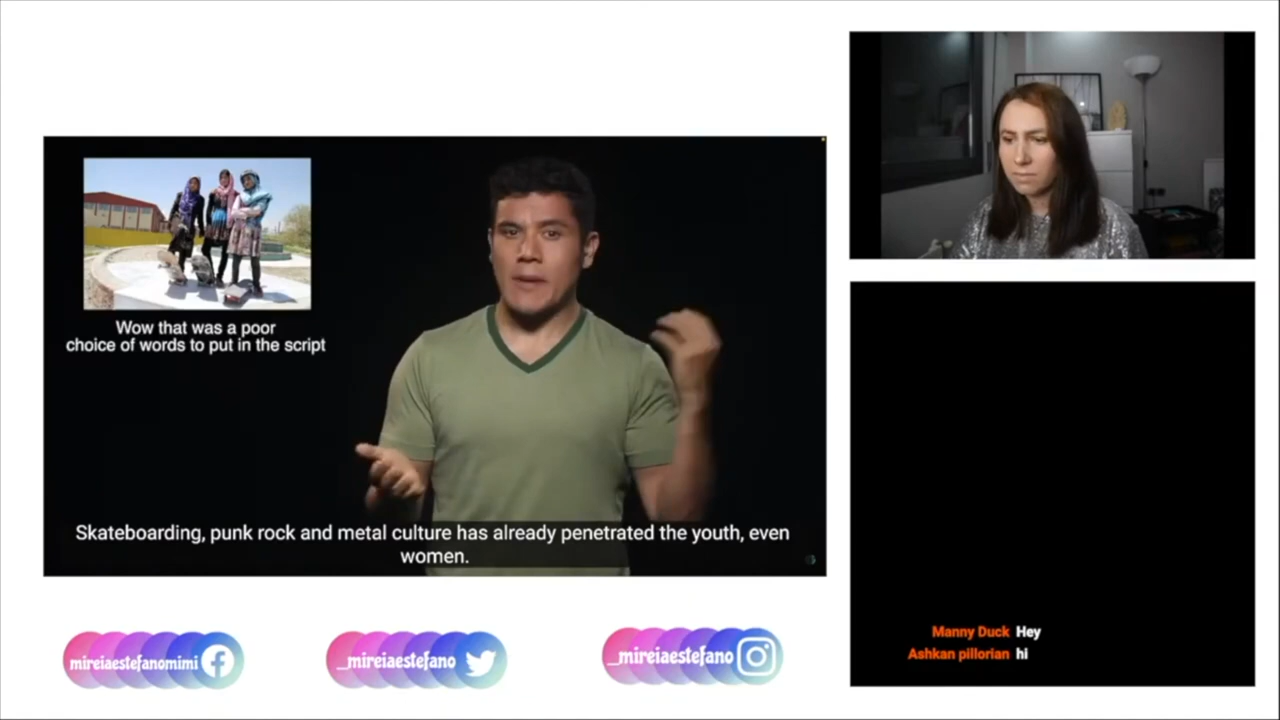 Wow that was a poor
choice of words to put in the script
Skateboarding, punk rock and metal culture has already penetrated the youth, even
women.
Manny Duck Hey
Ashkan pillorian hi
mireiaestefanomimi
_mireiaestefano
_mireiaestefano